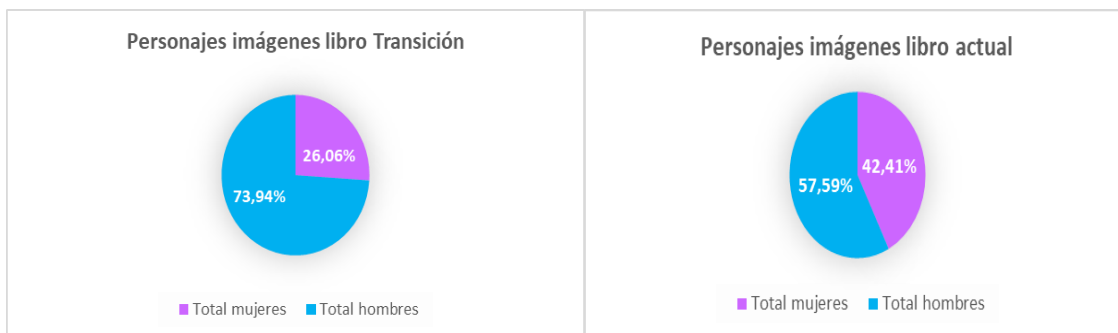 Personajes imágenes libro Transición
26,06%
73,94%
Total mujeres Total hombres
Personajes imágenes libro actual
42,41%
57,59%
Total mujeres Total hombres